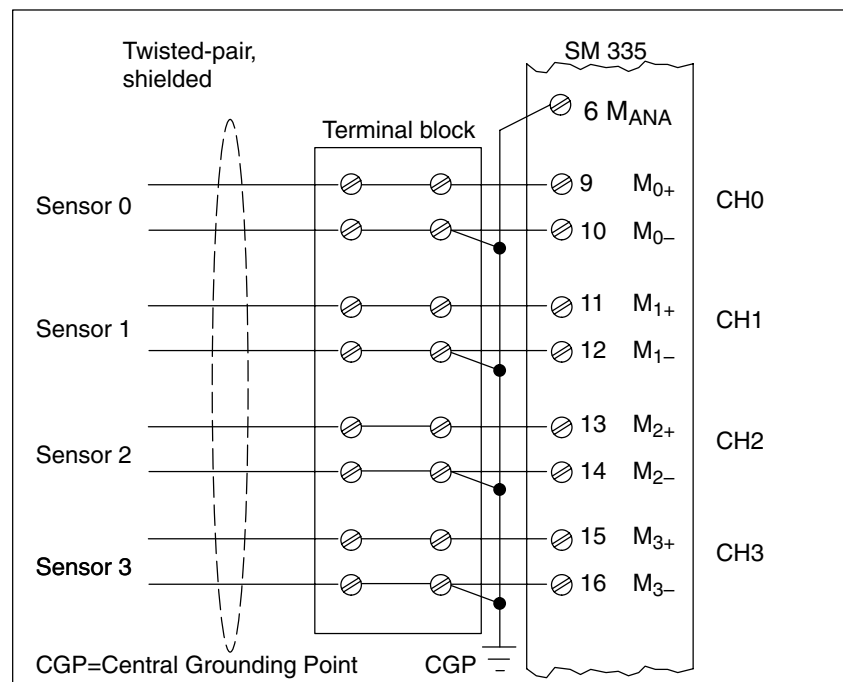 Twisted-pair,
shielded
SM 335
6 MANA
Terminal block
Sensor 0
9 M0+
10 M0–
CH0
Sensor 1
11 M1+
12 M1–
CH1
Sensor 2
13 M2+
14 M2–
CH2
Sensor 3
15 M3+
16 M3–
CH3
CGP=Central Grounding Point
CGP